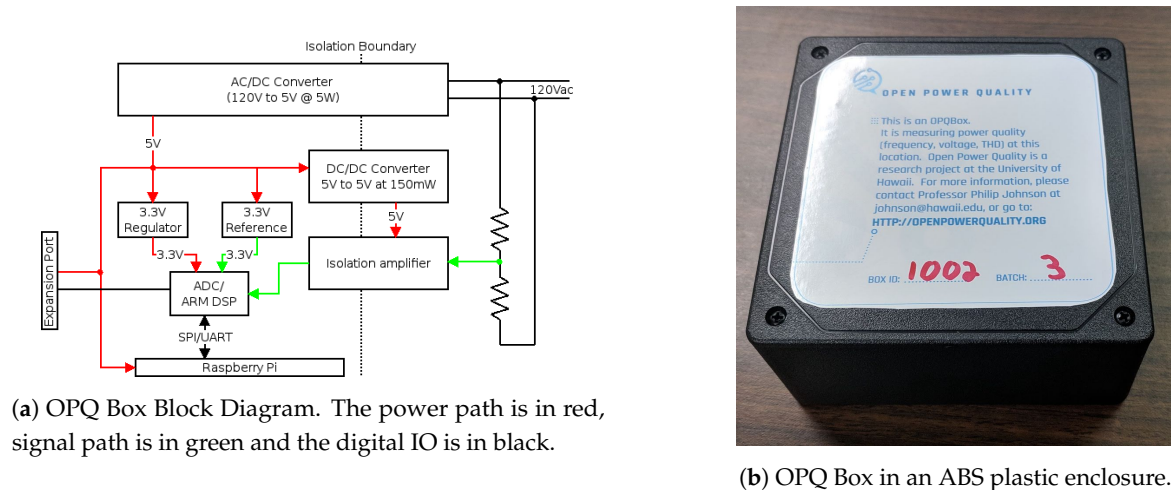 Isolation Boundary
AC/DC Converter
(120V to 5V @ 5W)
120Vac
5V
DC/DC Converter
5V to 5V at 150mW
3.3V
Regulator
3.3V
Reference
5V
3.3V
3.3V
Isolation amplifier
Expansion Port
ADC/
ARM DSP
SPI/UART
Raspberry Pi
(a) OPQ Box Block Diagram. The power path is in red,
signal path is in green and the digital IO is in black.
OPEN POWER QUALITY
This is an OPQBox.
It is measuring power quality
(frequency, voltage, THD) at this
location. Open Power Quality is a
research project at the University of
Hawaii. For more information, please
contact Professor Philip Johnson at
johnson@hawaii.edu, or go to:
HTTP://OPENPOWERQUALITY.ORG
BOX ID: 1002 BATCH: 3
(b) OPQ Box in an ABS plastic enclosure.